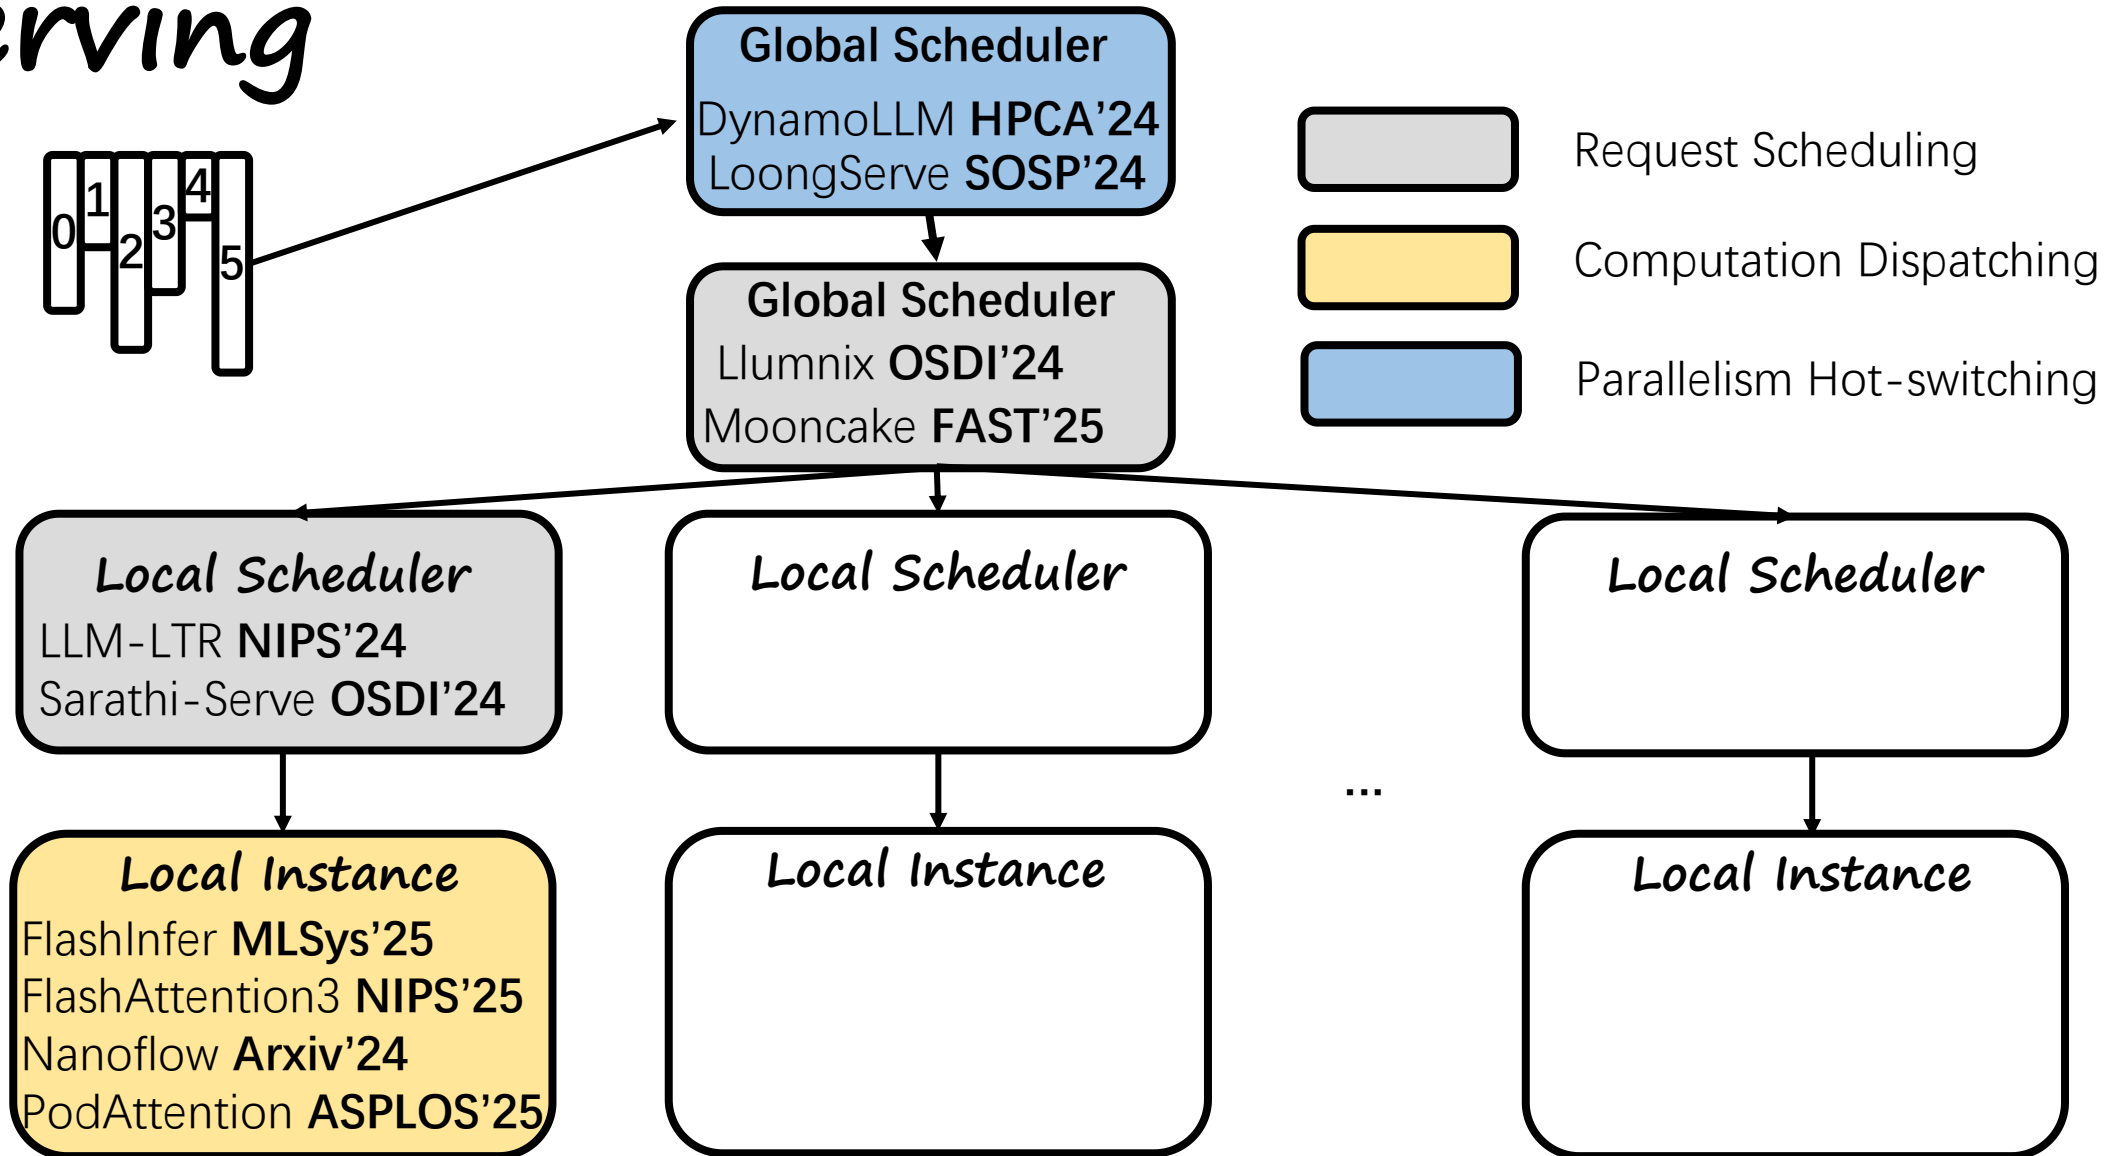 erving
Global Scheduler
DynamoLLM HPCA’24
LoongServe SOSP’24
0
1
2
3
4
5
Request Scheduling
Computation Dispatching
Parallelism Hot-switching
Global Scheduler
Llumnix OSDI’24
Mooncake FAST’25
Local Scheduler
LLM-LTR NIPS’24
Sarathi-Serve OSDI’24
Local Scheduler
Local Scheduler
...
Local Instance
FlashInfer MLSys’25
FlashAttention3 NIPS’25
Nanoflow Arxiv’24
PodAttention ASPLOS’25
Local Instance
Local Instance